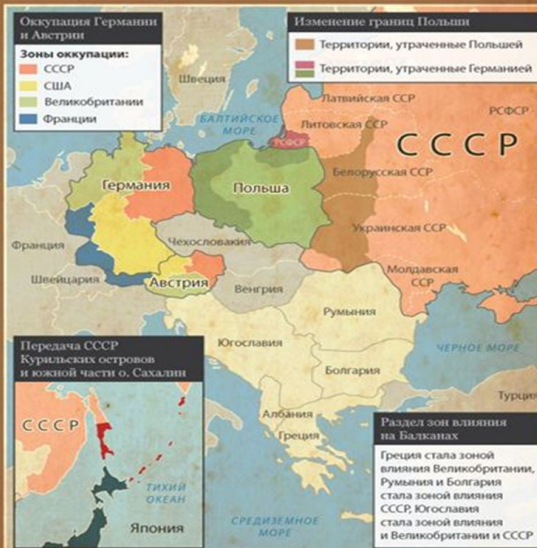 Оккупация Германии
и Австрии
Зоны оккупации:
СССР
США
Великобритании
Франции
Изменение границ Польши
Территории, утраченные Польшей
Территории, утраченные Германией
Швеция
БАЛТИЙСКОЕ
МОРЕ
Латвийская ССР
Литовская ССР
РСФСР
РСФСР
СССР
Белорусская ССР
Германия
Польша
Украинская ССР
Франция
Чехословакия
Молдавская
ССР
Швейцария
Австрия
Венгрия
Румыния
Югославия
ЧЕРНОЕ МОРЕ
Болгария
Албания
Греция
Турция
СРЕДИЗЕМНОЕ
МОРЕ
Передача СССР
Курильских островов
и южной части о. Сахалин
СССР
ТИХИЙ
ОКЕАН
Япония
Раздел зон влияния
на Балканах
Греция стала зоной
влияния Великобритании,
Румыния и Болгария
стала зоной влияния
СССР, Югославия
стала зоной влияния
и Великобритании и СССР